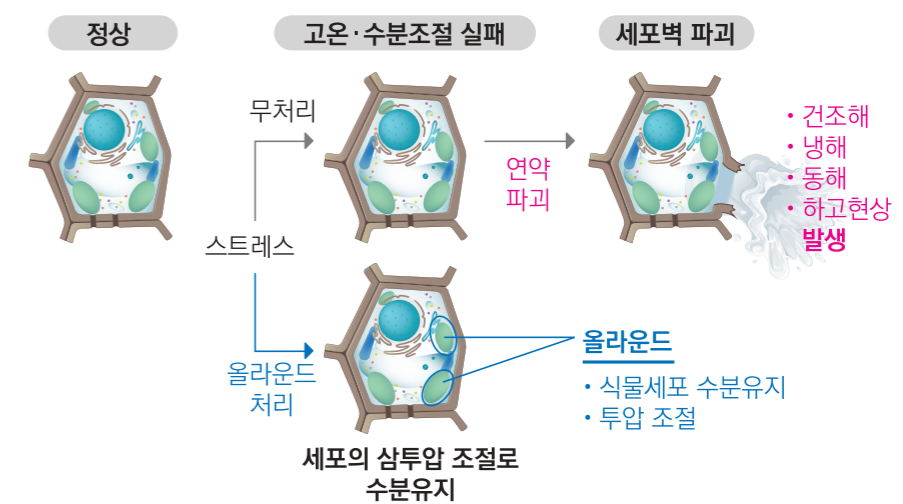 정상
고온·수분조절 실패
세포벽 파괴
무처리
연약
파괴
· 건조해
· 냉해
· 동해
· 하고현상
발생
스트레스
올라운드
처리
올라운드
· 식물세포 수분유지
· 투압 조절
세포의 삼투압 조절로
수분유지